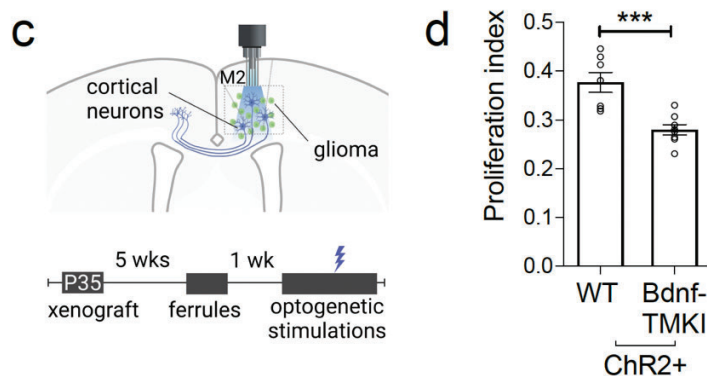 c
M2
cortical
neurons
glioma
P35
5 wks
1 wk
xenograft
ferrules
optogenetic
stimulations
d
Proliferation index
0.5
0.4
0.3
0.2
0.1
0.0
***
WT
Bdnf-
TMKI
ChR2+